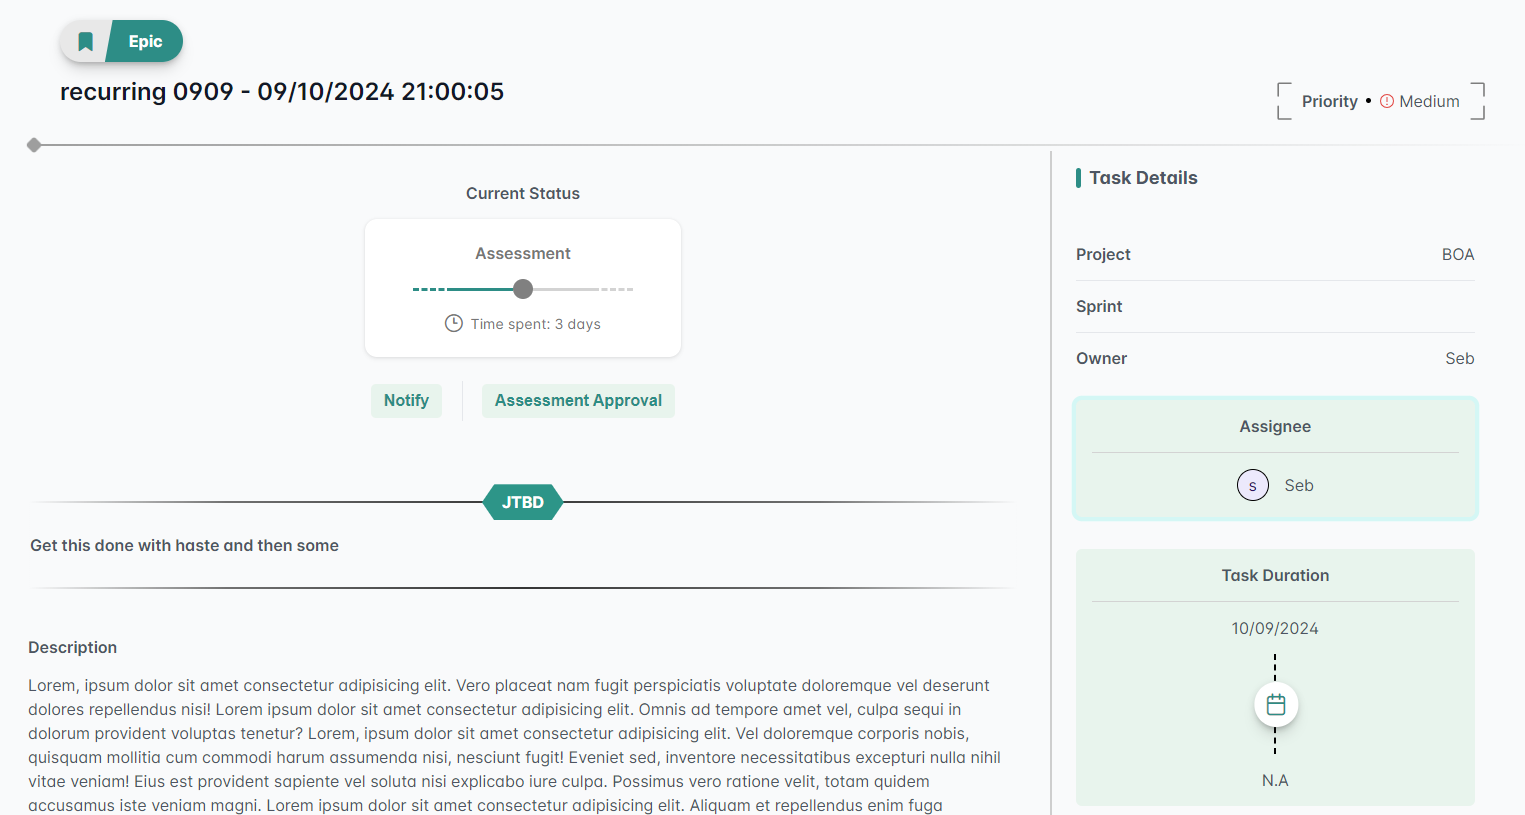 Epic
recurring 0909 - 09/10/2024 21:00:05
Priority • Medium
Current Status
Assessment
Time spent: 3 days
Notify
Assessment Approval
JTBD
Get this done with haste and then some
Description
Lorem, ipsum dolor sit amet consectetur adipisicing elit. Vero placeat nam fugit perspiciatis voluptate doloremque vel deserunt
dolores repellendus nisi! Lorem ipsum dolor sit amet consectetur adipisicing elit. Omnis ad tempore amet vel, culpa sequi in
dolorum provident voluptas tenetur? Lorem, ipsum dolor sit amet consectetur adipisicing elit. Vel doloremque corporis nobis,
quisquam mollitia cum commodi harum assumenda nisi, nesciunt fugit! Eveniet sed, inventore necessitatibus excepturi nulla nihil
vitae veniam! Eius est provident sapiente vel soluta nisi explicabo iure culpa. Possimus vero ratione velit, totam quidem
accusamus iste veniam magni. Lorem ipsum dolor sit amet consectetur adipisicing elit. Aliquam et repellendus enim fuga
Task Details
Project BOA
Sprint
Owner Seb
Assignee
S Seb
Task Duration
10/09/2024
N.A